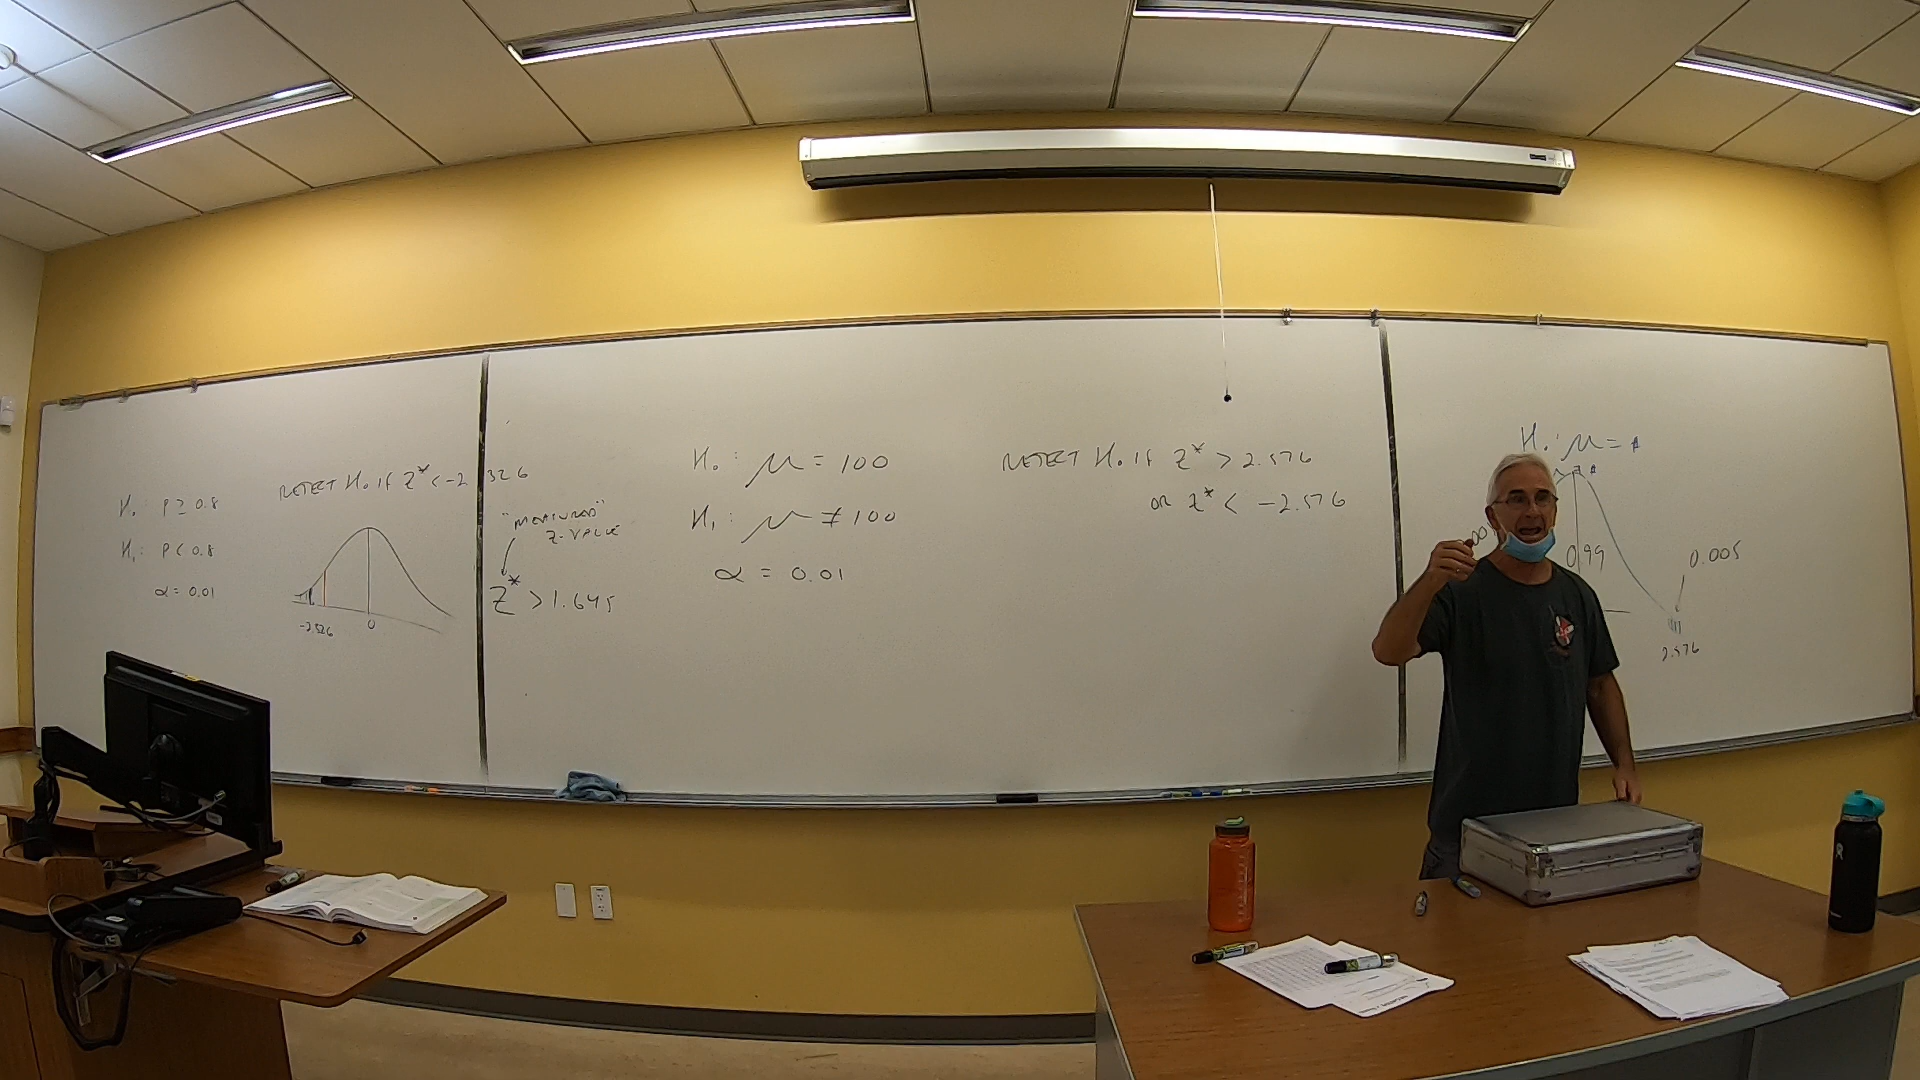 H₀: P ≥ 0.8
H₁: P < 0.8
α = 0.01
REJECT H₀ IF Z* < -2.326
-2.326
0
"MEASURED"
Z-VALUE
Z* > 1.645
H₀: μ = 100
H₁: μ ≠ 100
α = 0.01
REJECT H₀ IF Z* > 2.576
OR Z* < -2.576
H₀: μ = A
0.99
0.005
2.576